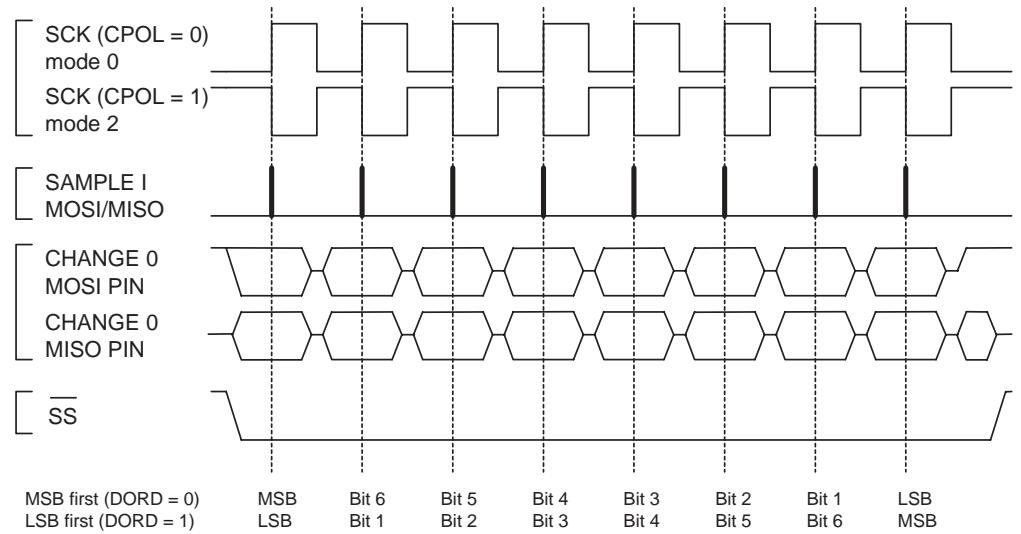 SCK (CPOL = 0)
mode 0
SCK (CPOL = 1)
mode 2
SAMPLE I
MOSI/MISO
CHANGE 0
MOSI PIN
CHANGE 0
MISO PIN
SS
MSB first (DORD = 0) MSB Bit 6 Bit 5 Bit 4 Bit 3 Bit 2 Bit 1 LSB
LSB first (DORD = 1) LSB Bit 1 Bit 2 Bit 3 Bit 4 Bit 5 Bit 6 MSB